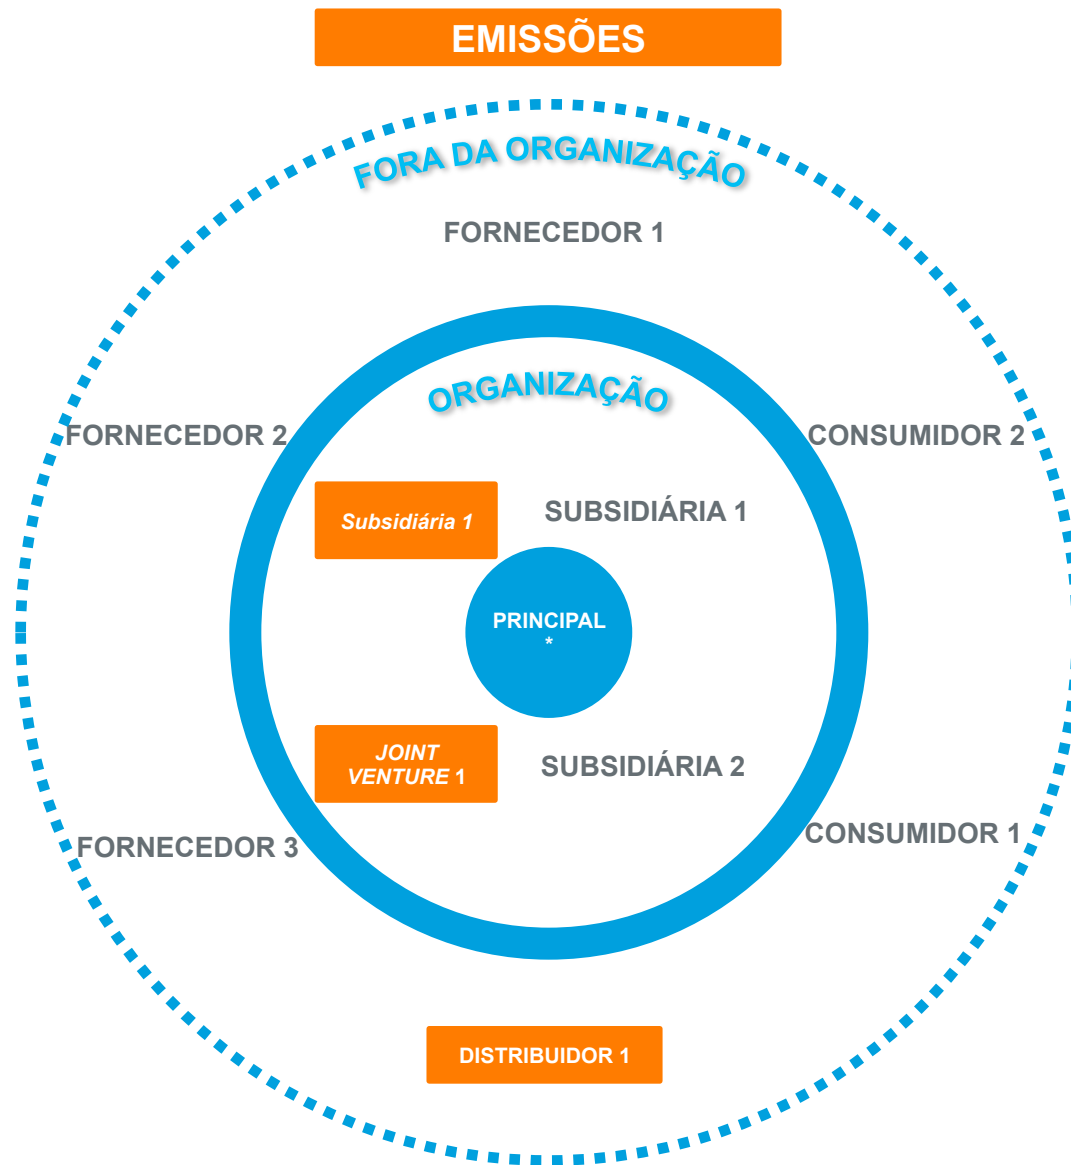 EMISSÕES
FORA DA ORGANIZAÇÃO
FORNECEDOR 1
ORGANIZAÇÃO
FORNECEDOR 2
CONSUMIDOR 2
Subsidiária 1
SUBSIDIÁRIA 1
PRINCIPAL
*
JOINT
VENTURE 1
SUBSIDIÁRIA 2
FORNECEDOR 3
CONSUMIDOR 1
DISTRIBUIDOR 1